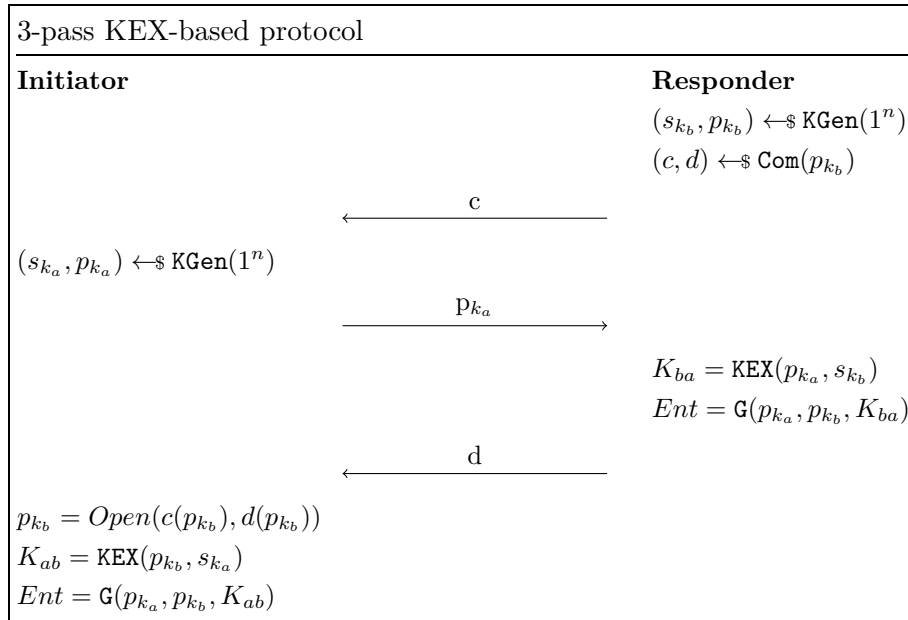 3-pass KEX-based protocol
Initiator Responder
(s_{k_b}, p_{k_b}) ←$ KGen(1^n)
(c, d) ←$ Com(p_{k_b})
c
(s_{k_a}, p_{k_a}) ←$ KGen(1^n)
p_{k_a}
K_{ba} = KEX(p_{k_a}, s_{k_b})
Ent = G(p_{k_a}, p_{k_b}, K_{ba})
d
p_{k_b} = Open(c(p_{k_b}), d(p_{k_b}))
K_{ab} = KEX(p_{k_b}, s_{k_a})
Ent = G(p_{k_a}, p_{k_b}, K_{ab})